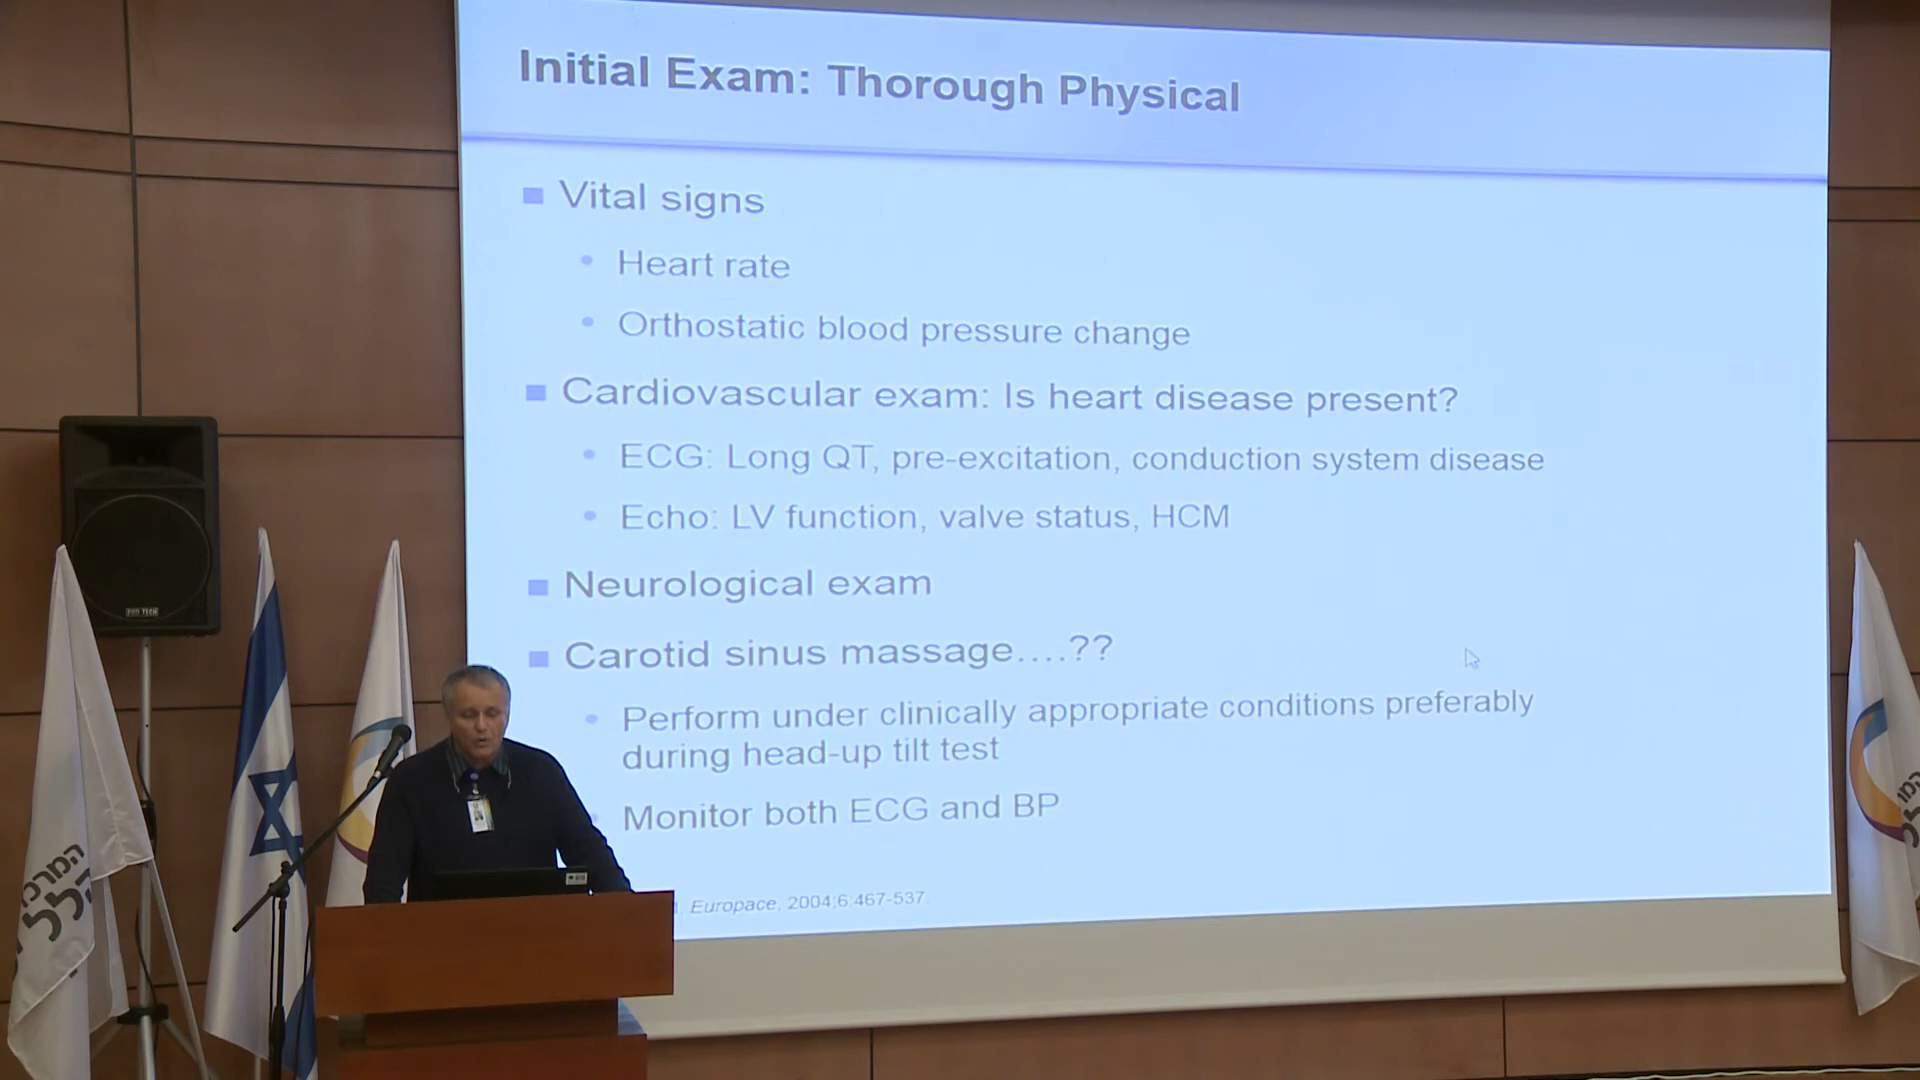 Initial Exam: Thorough Physical
Vital signs
Heart rate
Orthostatic blood pressure change
Cardiovascular exam: Is heart disease present?
ECG: Long QT, pre-excitation, conduction system disease
Echo: LV function, valve status, HCM
Neurological exam
Carotid sinus massage....??
Perform under clinically appropriate conditions preferably
during head-up tilt test
Monitor both ECG and BP
Europace, 2004;6:467-537.
PRO TECH